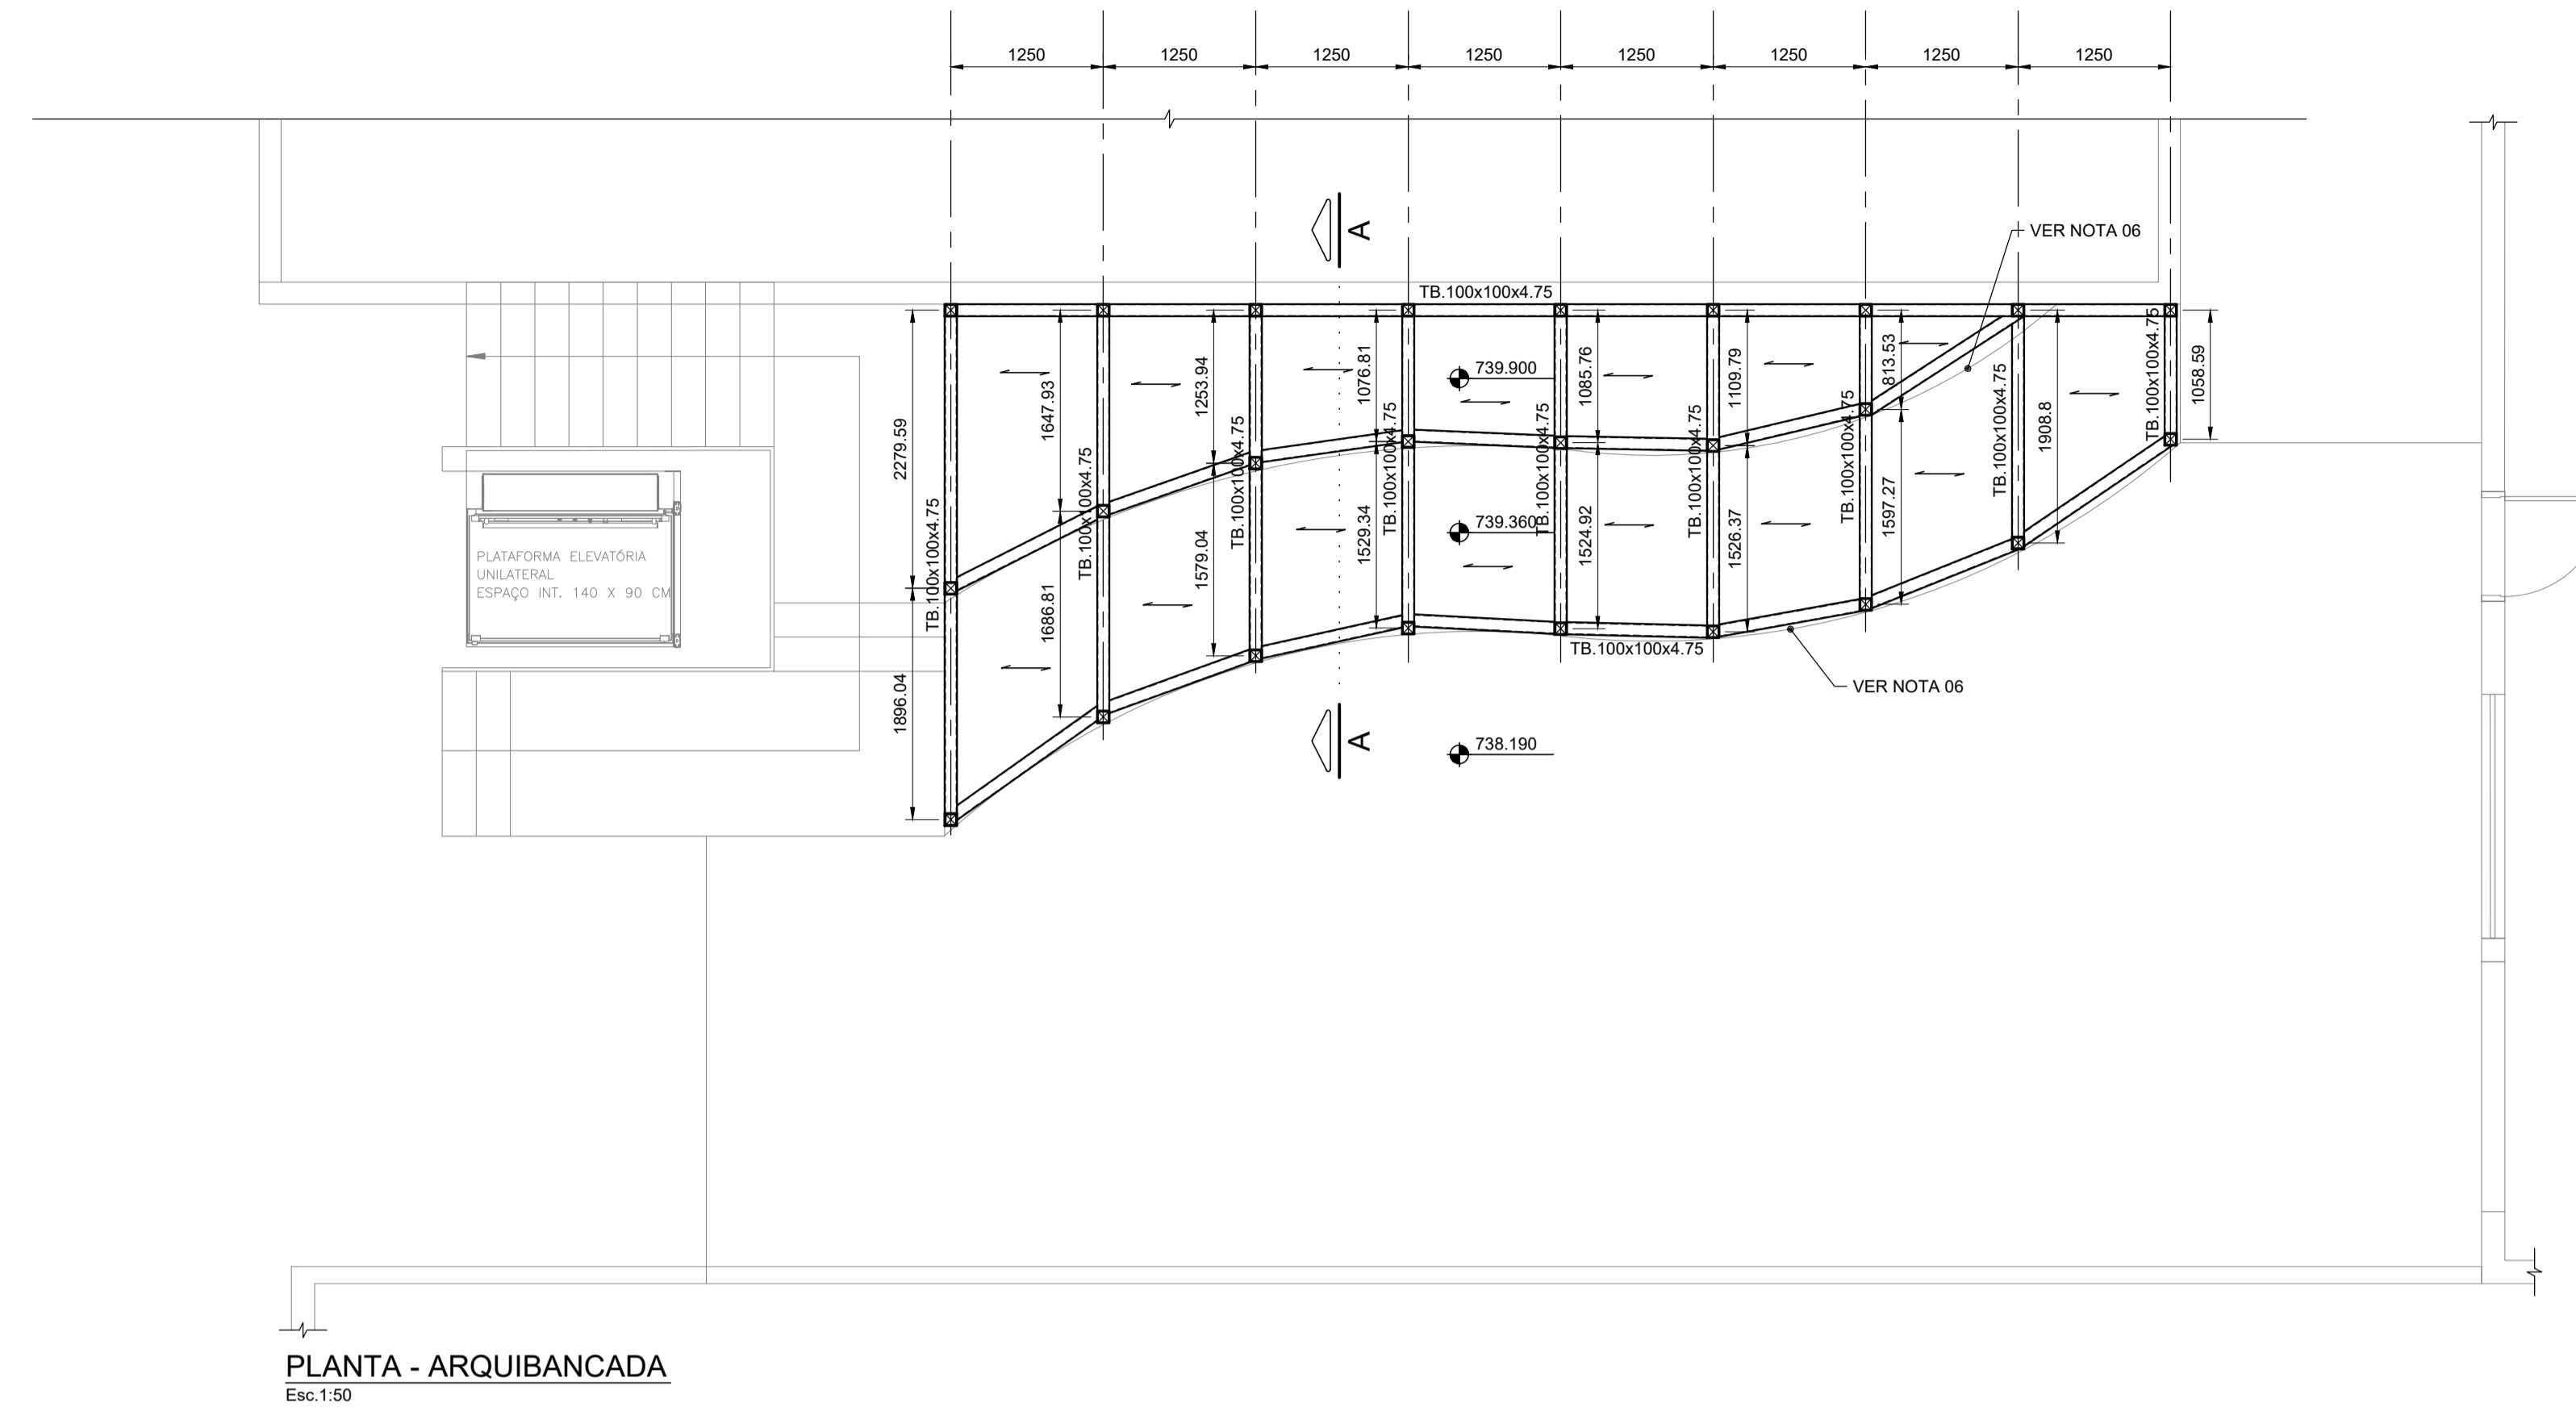 1250 1250 1250 1250 1250 1250 1250 1250
A
VER NOTA 06
TB.100x100x4.75
2279.59
1647.93
1253.94
1076.81
739.900
1085.76
1109.79
813.53
1908.8
1058.59
TB.100x100x4.75
TB.100x100x4.75
TB.100x100x4.75
TB.100x100x4.75
TB.100x100x4.75
TB.100x100x4.75
TB.100x100x4.75
TB.100x100x4.75
TB.100x100x4.75
PLATAFORMA ELEVATÓRIA
UNILATERAL
ESPAÇO INT. 140 X 90 CM
1896.04
1686.81
1579.04
1529.34
739.360
1524.92
1526.37
1597.27
TB.100x100x4.75
VER NOTA 06
A
738.190
PLANTA - ARQUIBANCADA
Esc.1:50